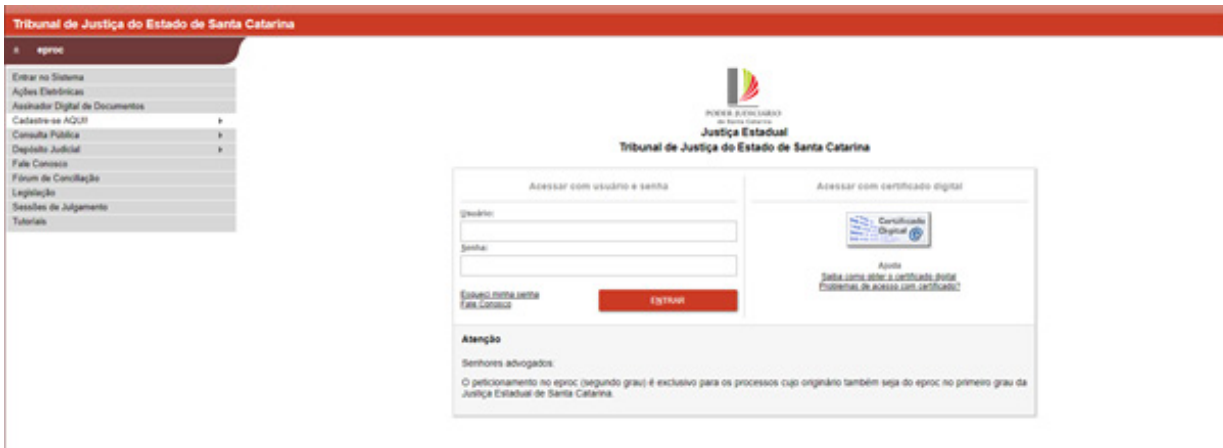 Tribunal de Justiça do Estado de Santa Catarina
eproc
Entrar no Sistema
Ações Eletrônicas
Assinador Digital de Documentos
Cadastre-se AQUI!
Consulta Pública
Depósito Judicial
Fale Conosco
Fórum de Conciliação
Legislação
Sessões de Julgamento
Tutoriais
PODER JUDICIÁRIO
de Santa Catarina
Justiça Estadual
Tribunal de Justiça do Estado de Santa Catarina
Acessar com usuário e senha
Usuário:
Senha:
Esqueci minha senha
Fale Conosco
ENTRAR
Acessar com certificado digital
Certificado
Digital
Ajuda
Saiba como obter o certificado digital
Problemas de acesso com certificado?
Atenção
Senhores advogados:
O peticionamento no eproc (segundo grau) é exclusivo para os processos cujo originário também seja do eproc no primeiro grau da
Justiça Estadual de Santa Catarina.